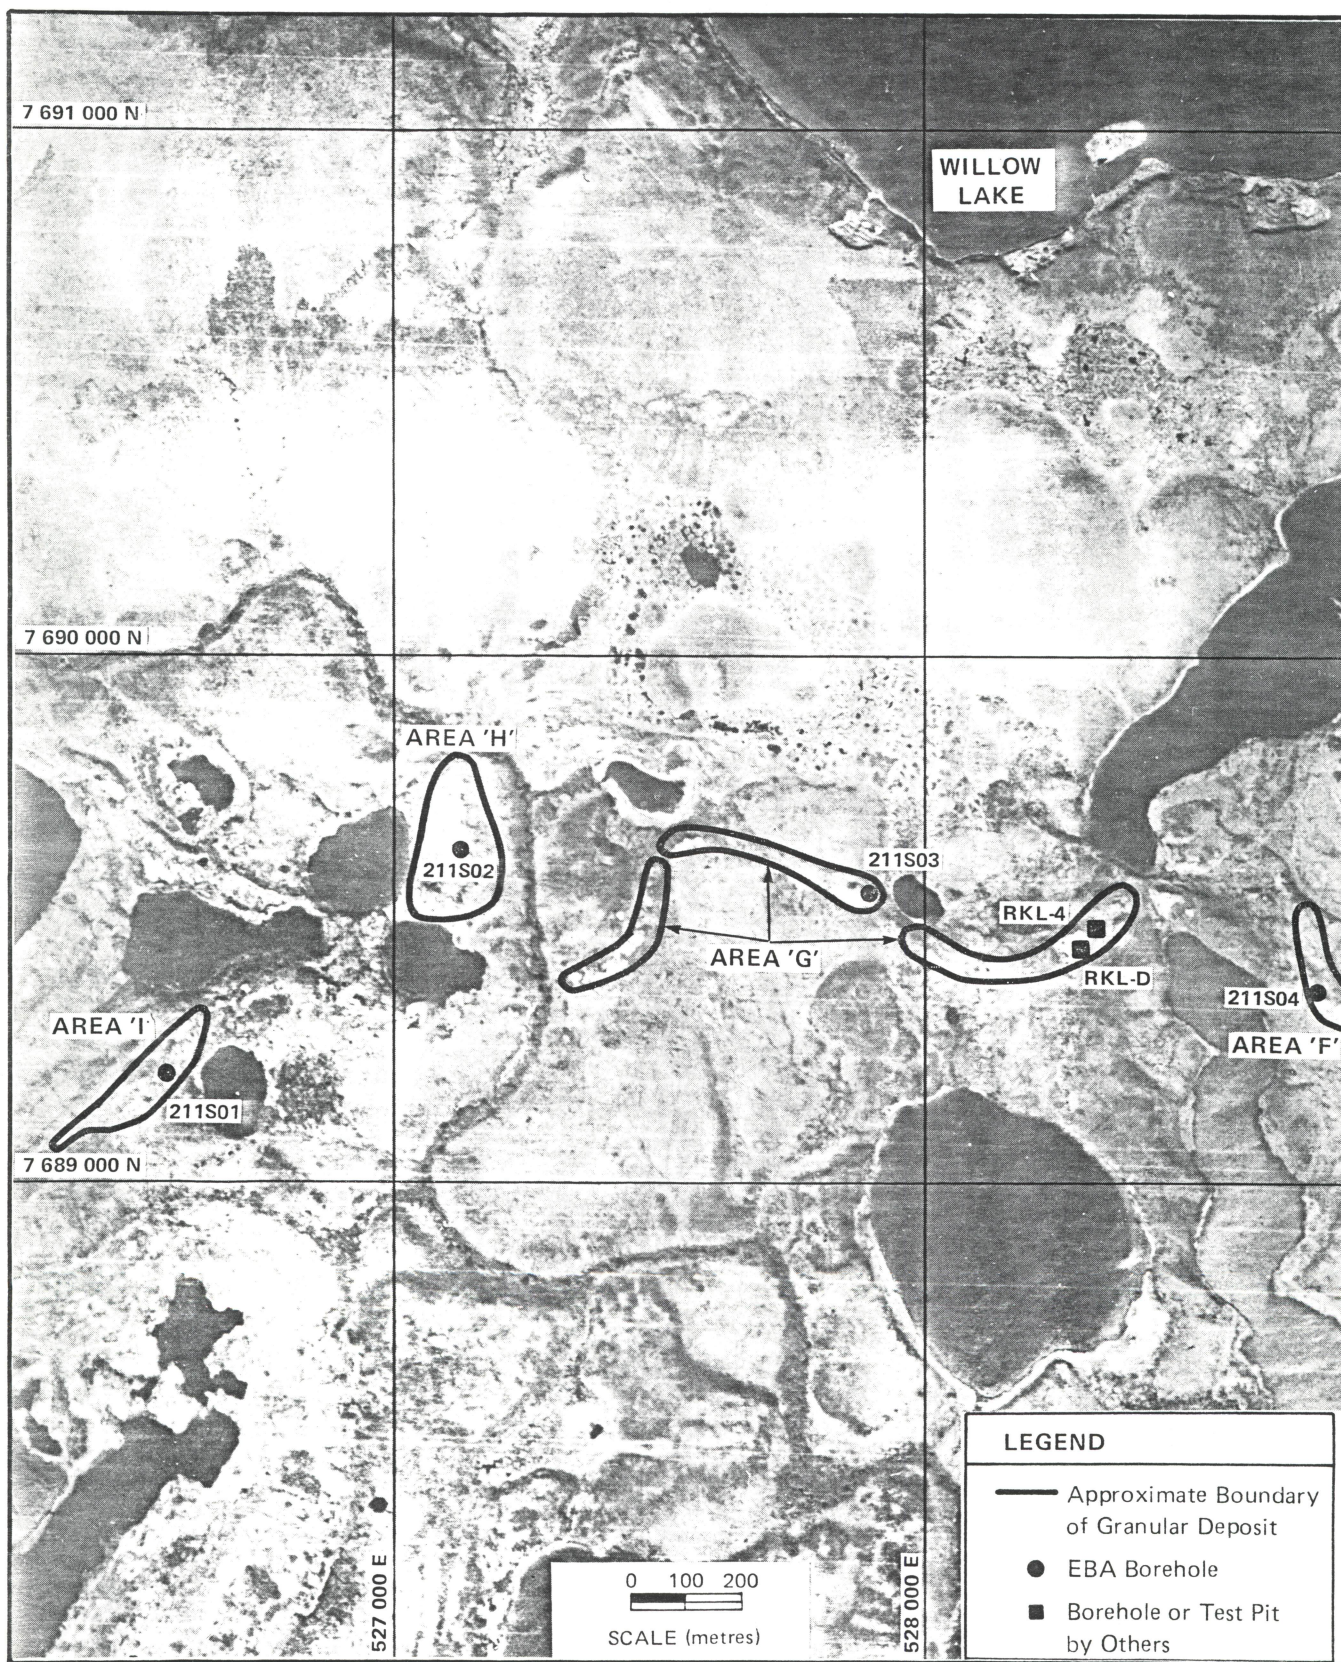 7 691 000 N
WILLOW
LAKE
7 690 000 N
AREA 'H'
211S02
211S03
RKL-4
AREA 'G'
RKL-D
211S04
AREA 'I'
AREA 'F'
211S01
7 689 000 N
LEGEND
Approximate Boundary
of Granular Deposit
EBA Borehole
Borehole or Test Pit
by Others
527 000 E
528 000 E
0 100 200
SCALE (metres)